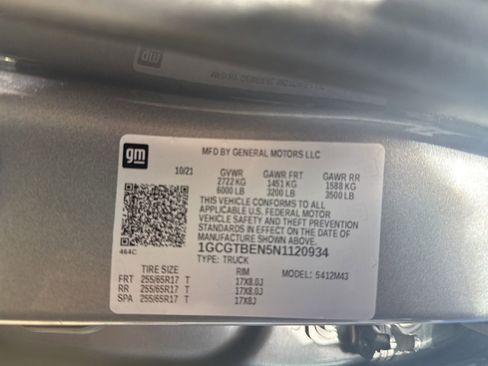 gm
MFD BY GENERAL MOTORS LLC
10/21 GVWR GAWR FRT GAWR RR
2722 KG 1451 KG 1588 KG
6000 LB 3200 LB 3500 LB
THIS VEHICLE CONFORMS TO ALL
APPLICABLE U.S. FEDERAL MOTOR
VEHICLE SAFETY AND THEFT PREVENTION
STANDARDS IN EFFECT ON THE DATE OF
MANUFACTURE SHOWN ABOVE.
464C 1GCGTBEN5N1120934
TYPE: TRUCK
TIRE SIZE RIM MODEL: 5412M43
FRT 255/65R17 T 17X8.0J
RR 255/65R17 T 17X8.0J
SPA 255/65R17 T 17X8J